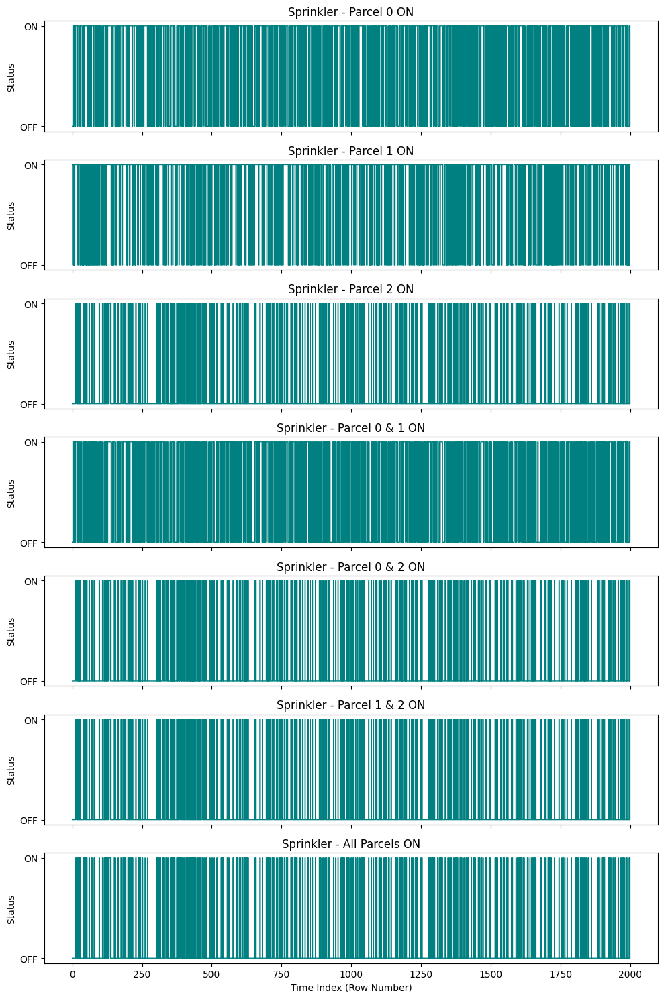 Sprinkler - Parcel 0 ON
ON
Status
OFF
Sprinkler - Parcel 1 ON
ON
Status
OFF
Sprinkler - Parcel 2 ON
ON
Status
OFF
Sprinkler - Parcel 0 & 1 ON
ON
Status
OFF
Sprinkler - Parcel 0 & 2 ON
ON
Status
OFF
Sprinkler - Parcel 1 & 2 ON
ON
Status
OFF
Sprinkler - All Parcels ON
ON
Status
OFF
0 250 500 750 1000 1250 1500 1750 2000
Time Index (Row Number)